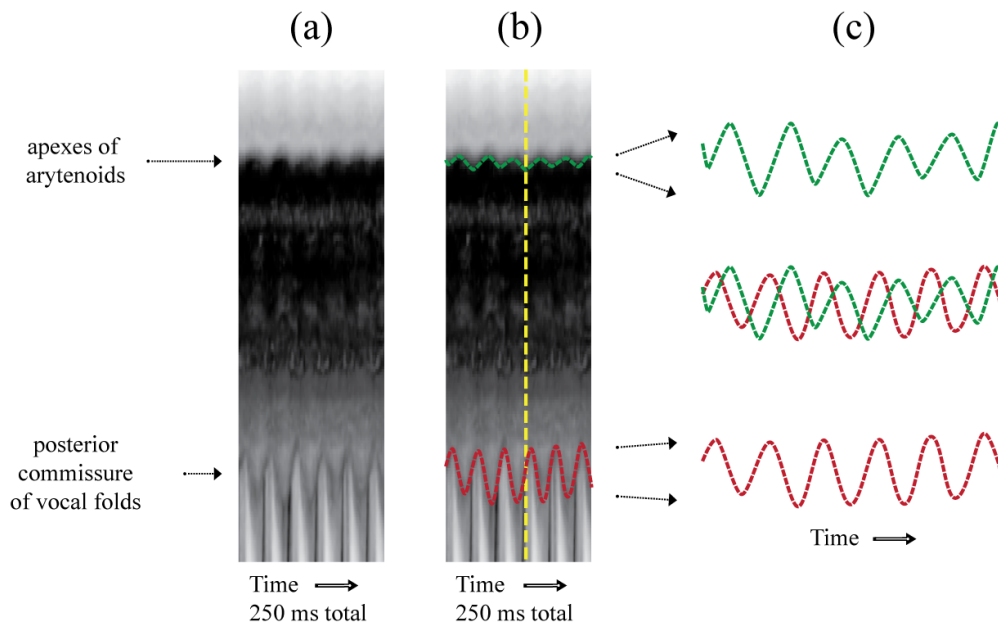 (a)
(b)
(c)
apexes of
arytenoids
posterior
commissure
of vocal folds
Time
250 ms total
Time
250 ms total
Time